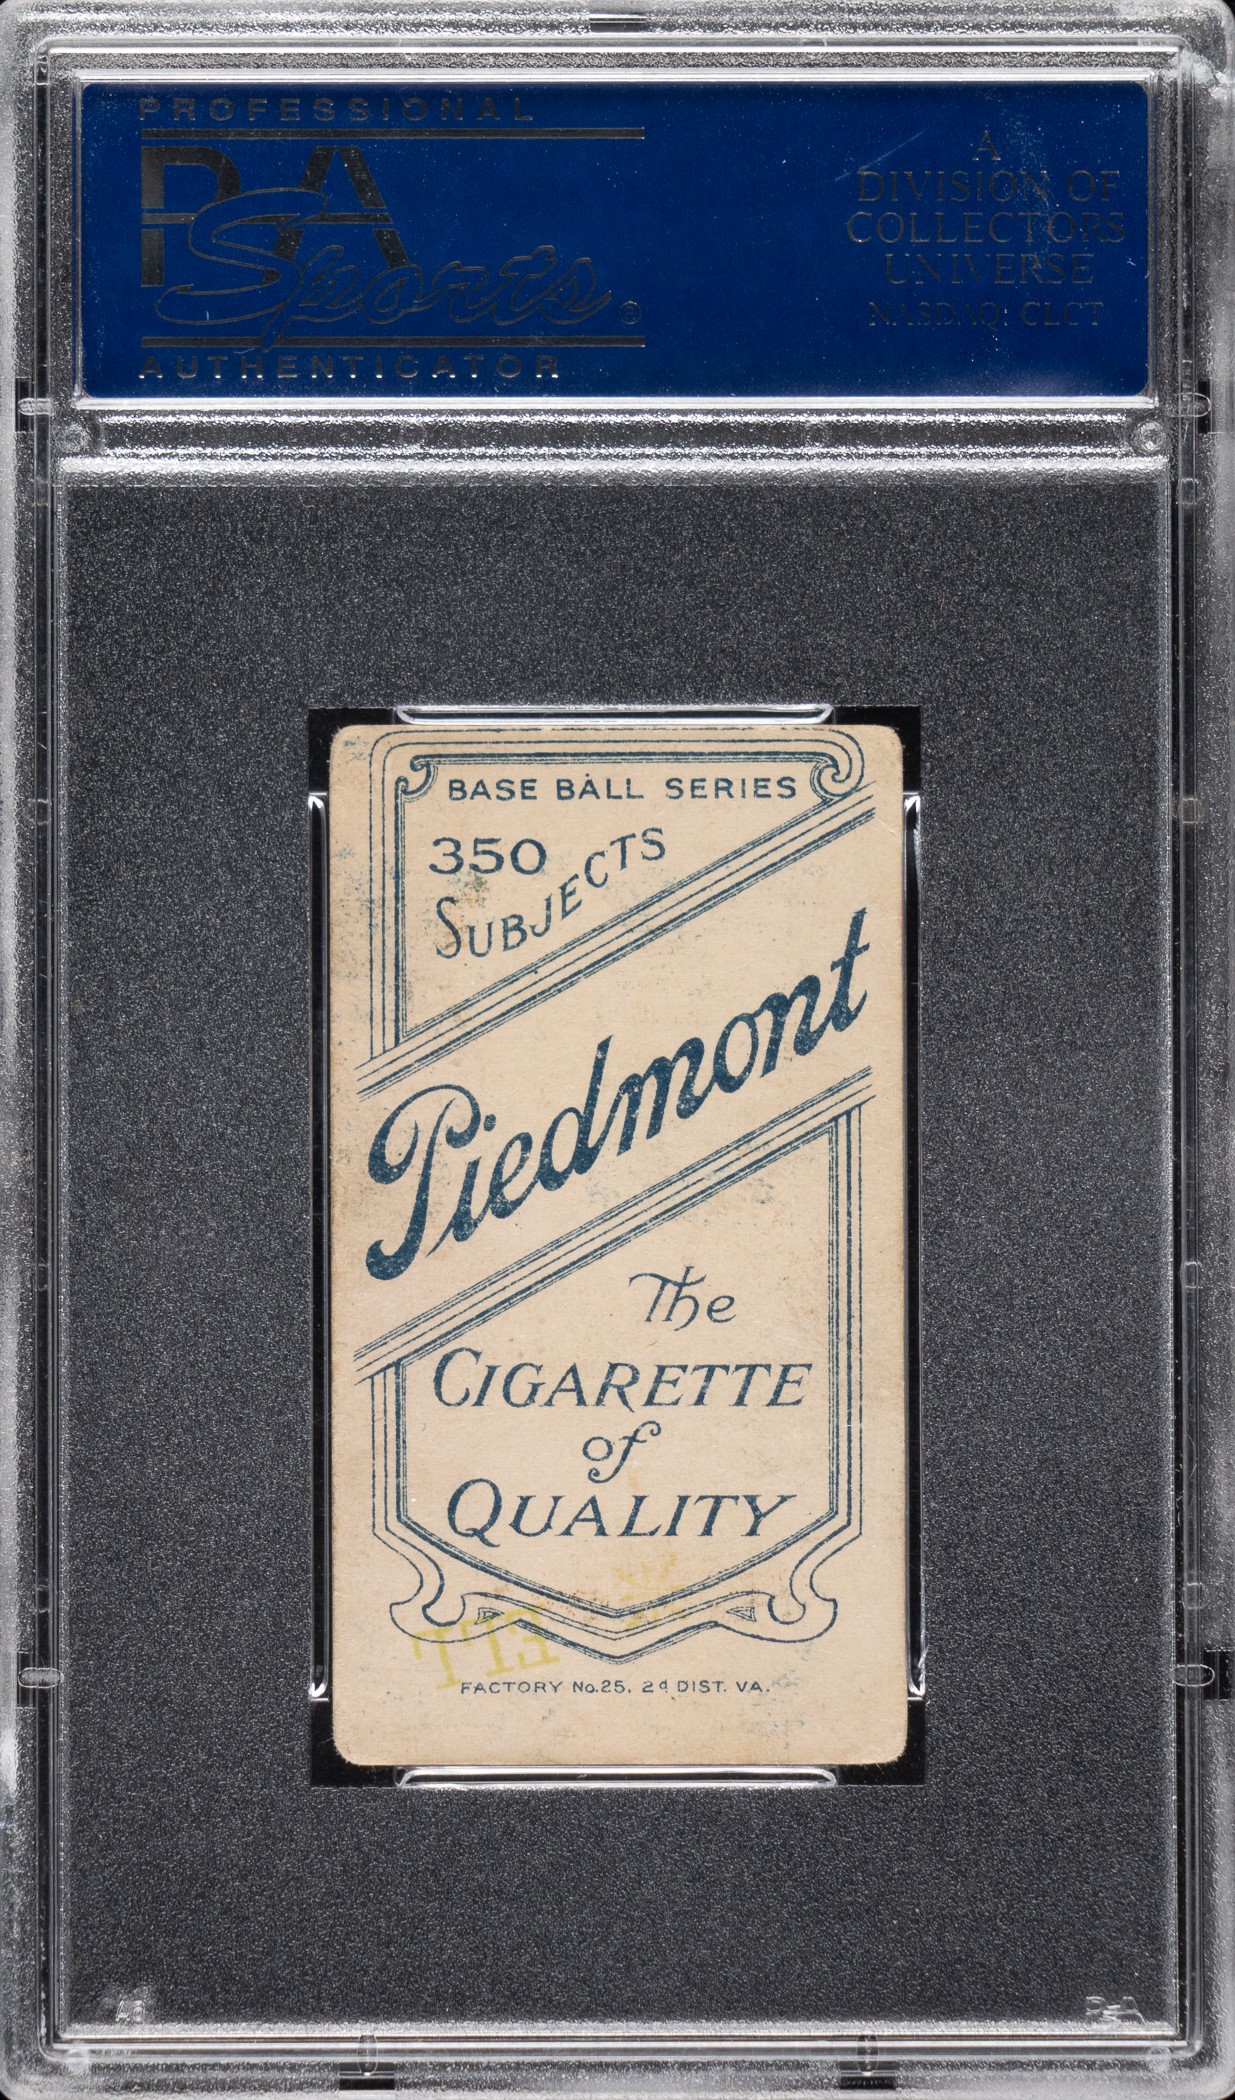 PROFESSIONAL
PSA
Sports®
AUTHENTICATOR
A
DIVISION OF
COLLECTORS
UNIVERSE
NASDAQ: CLCT
BASE BALL SERIES
350
SUBJECTS
Piedmont
The
CIGARETTE
of
QUALITY
FACTORY No. 25, 2d DIST. VA.
PSA